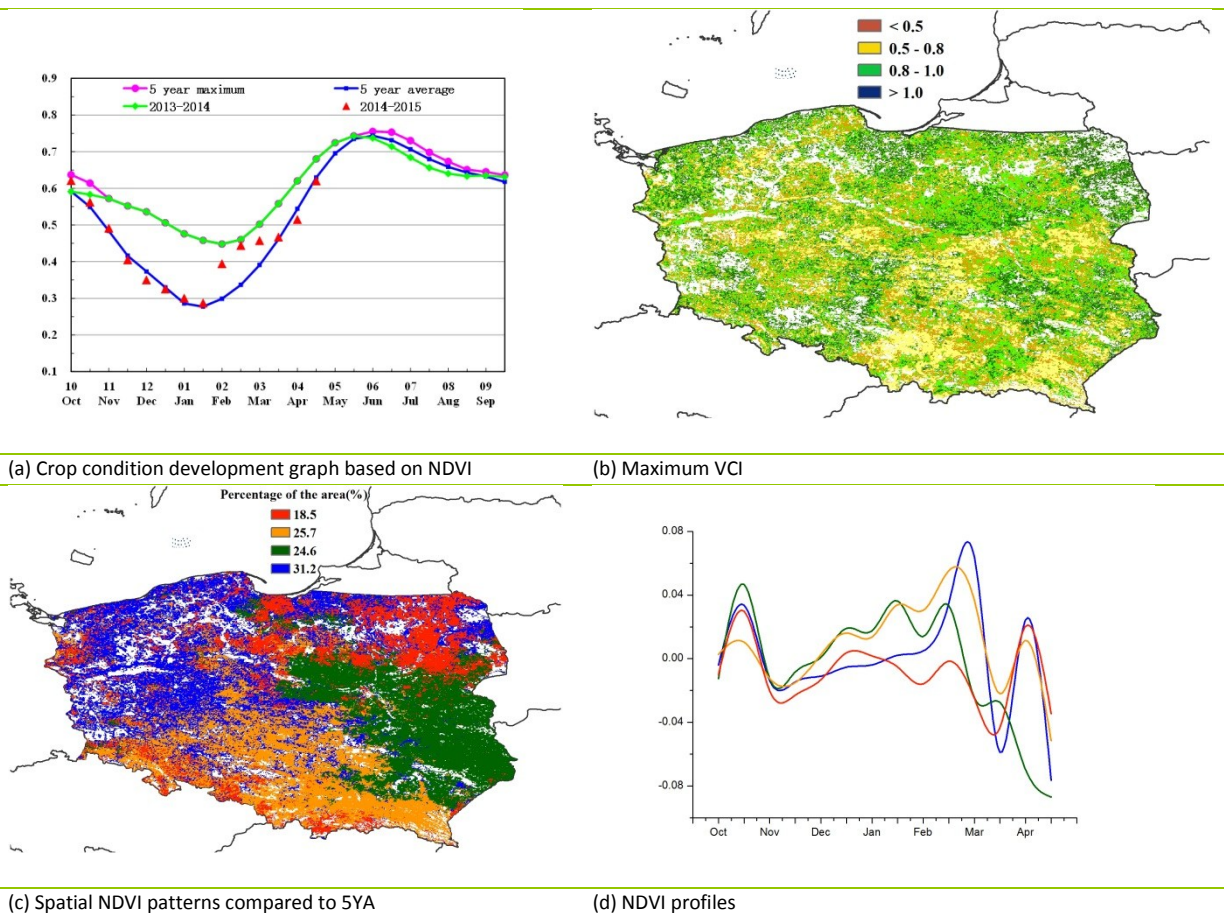 5 year maximum
5 year average
2013-2014
2014-2015
0.9
0.8
0.7
0.6
0.5
0.4
0.3
0.2
0.1
10 11 12 01 02 03 04 05 06 07 08 09
Oct Nov Dec Jan Feb Mar Apr May Jun Jul Aug Sep
< 0.5
0.5 - 0.8
0.8 - 1.0
> 1.0
(a) Crop condition development graph based on NDVI
(b) Maximum VCI
Percentage of the area(%)
18.5
25.7
24.6
31.2
0.08
0.04
0.00
-0.04
-0.08
Oct Nov Dec Jan Feb Mar Apr
(c) Spatial NDVI patterns compared to 5YA
(d) NDVI profiles